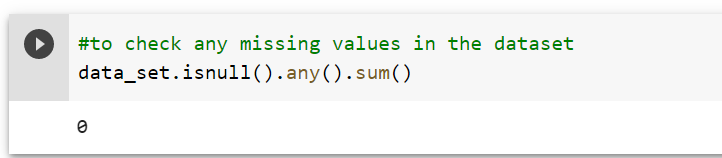 #to check any missing values in the dataset
data_set.isnull().any().sum()
0